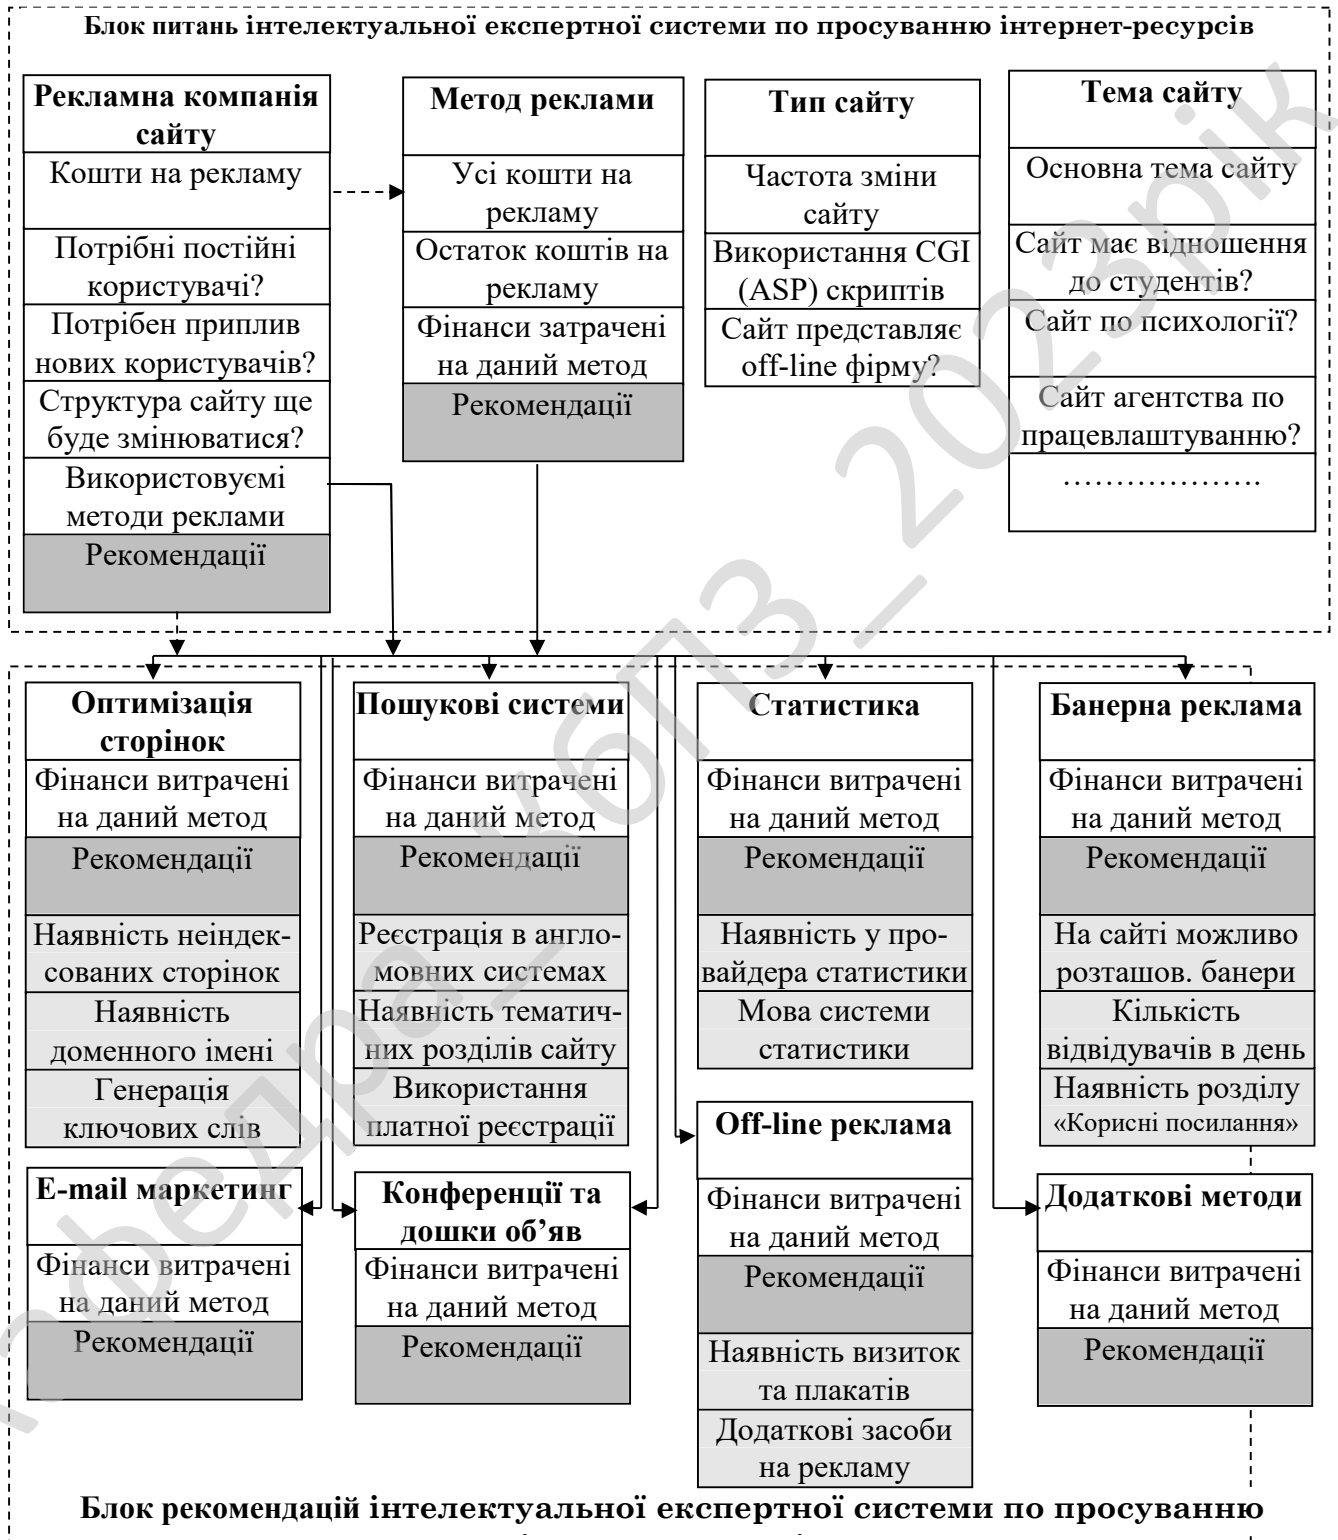 Блок питань інтелектуальної експертної системи по просуванню інтернет-ресурсів
Рекламна компанія
сайту
Кошти на рекламу
Потрібні постійні
користувачі?
Потрібен приплив
нових користувачів?
Структура сайту ще
буде змінюватися?
Використовуємі
методи реклами
Рекомендації
Метод реклами
Усі кошти на
рекламу
Остаток коштів на
рекламу
Фінанси затрачені
на даний метод
Рекомендації
Тип сайту
Частота зміни
сайту
Використання CGI
(ASP) скриптів
Сайт представляє
off-line фірму?
Тема сайту
Основна тема сайту
Сайт має відношення
до студентів?
Сайт по психології?
Сайт агентства по
працевлаштуванню?
……………….
Оптимізація
сторінок
Фінанси витрачені
на даний метод
Рекомендації
Наявність неіндек-
сованих сторінок
Наявність
доменного імені
Генерація
ключових слів
Пошукові системи
Фінанси витрачені
на даний метод
Рекомендації
Реєстрація в англо-
мовних системах
Наявність тематич-
них розділів сайту
Використання
платної реєстрації
Статистика
Фінанси витрачені
на даний метод
Рекомендації
Наявність у про-
вайдера статистики
Мова системи
статистики
Банерна реклама
Фінанси витрачені
на даний метод
Рекомендації
На сайті можливо
розташов. банери
Кількість
відвідувачів в день
Наявність розділу
«Корисні посилання»
E-mail маркетинг
Фінанси витрачені
на даний метод
Рекомендації
Конференції та
дошки об’яв
Фінанси витрачені
на даний метод
Рекомендації
Off-line реклама
Фінанси витрачені
на даний метод
Рекомендації
Наявність визиток
та плакатів
Додаткові засоби
на рекламу
Додаткові методи
Фінанси витрачені
на даний метод
Рекомендації
Блок рекомендацій інтелектуальної експертної системи по просуванню
кафедра_КбПЗ_2023рік